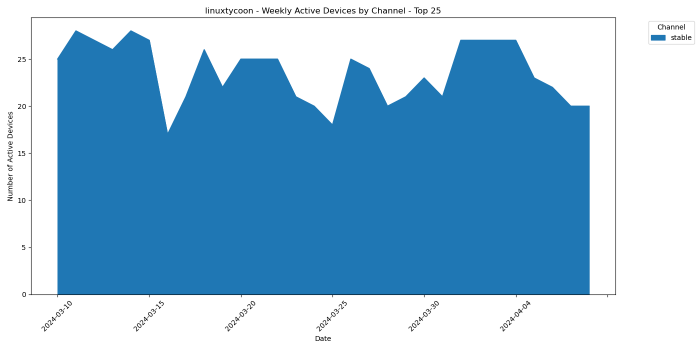 linuxtycoon - Weekly Active Devices by Channel - Top 25
Channel
stable
Number of Active Devices
25
20
15
10
5
0
2024-03-10
2024-03-15
2024-03-20
2024-03-25
2024-03-30
2024-04-04
Date